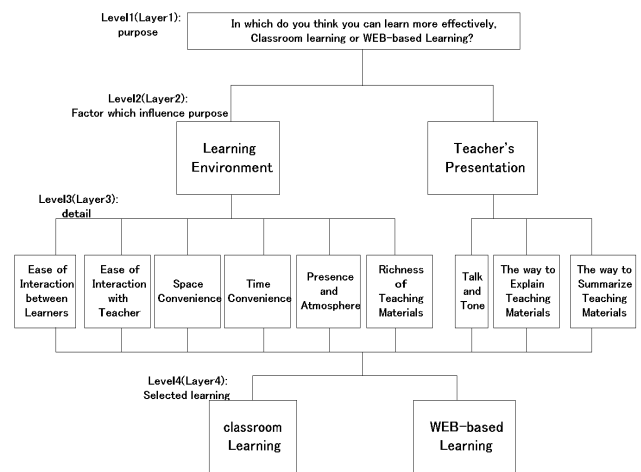 Level1(Layer1):
purpose
In which do you think you can learn more effectively,
Classroom learning or WEB-based Learning?
Level2(Layer2):
Factor which influence purpose
Learning
Environment
Teacher's
Presentation
Level3(Layer3):
detail
Ease of
Interaction
between
Learners
Ease of
Interaction
with
Teacher
Space
Convenience
Time
Convenience
Presence
and
Atmosphere
Richness
of
Teaching
Materials
Talk
and
Tone
The way to
Explain
Teaching
Materials
The way to
Summarize
Teaching
Materials
Level4(Layer4):
Selected learning
classroom
Learning
WEB-based
Learning